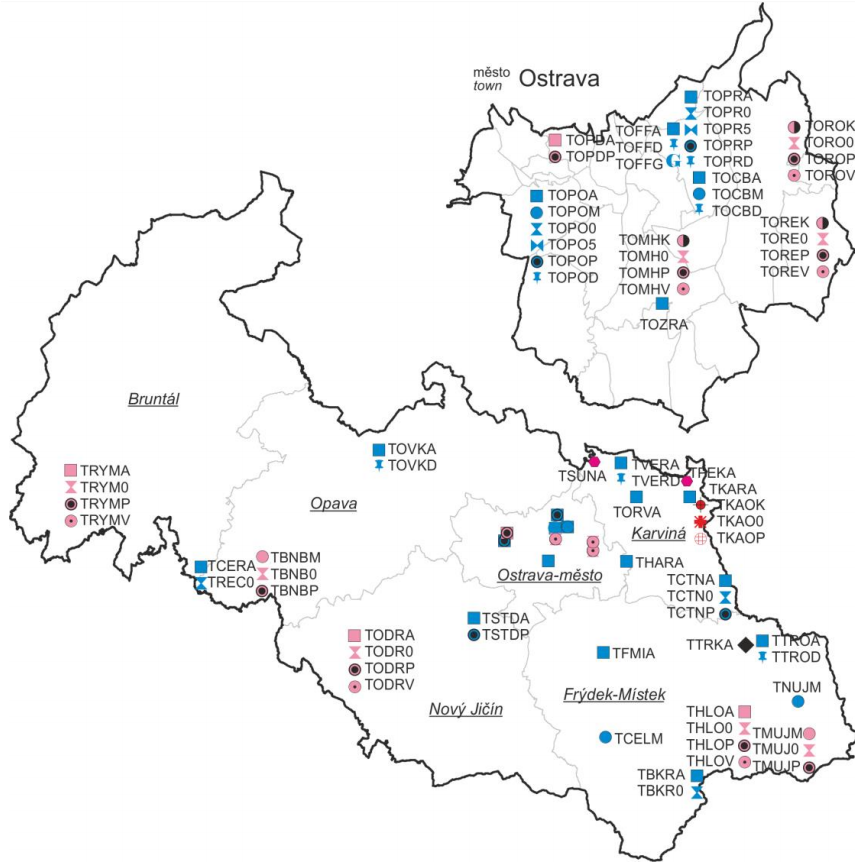 město
town Ostrava
TOPRA
TOPR0
TOPR5
TOPRP
TOPRD
TOFFA
TOFFD
TOFFG
TOPDA
TOPDP
TOROK
TORO0
TOROP
TOROV
TOCBA
TOCBM
TOCBD
TOPOA
TOPOM
TOPO0
TOPO5
TOPOP
TOPOD
TOMHK
TOMH0
TOMHP
TOMHV
TOREK
TORE0
TOREP
TOREV
TOZRA
Bruntál
TRYMA
TRYM0
TRYMP
TRYMV
TOVKA
TOVKD
Opava
TSUNA
TVERA
TVERD
TPEKA
TKARA
TORVA
TKAOK
TKAO0
TKAOP
Karviná
Ostrava-město
THARA
TCERA
TREC0
TBNBM
TBNB0
TBNBP
TCTNA
TCTN0
TCTNP
TSTDA
TSTDP
TODRA
TODR0
TODRP
TODRV
Nový Jičín
TFMIA
TTRKA
TTROA
TTROD
Frýdek-Místek
TNUJM
THLOA
THLO0
THLOP
THLOV
TMUJM
TMUJ0
TMUJP
TCELM
TBKRA
TBKR0